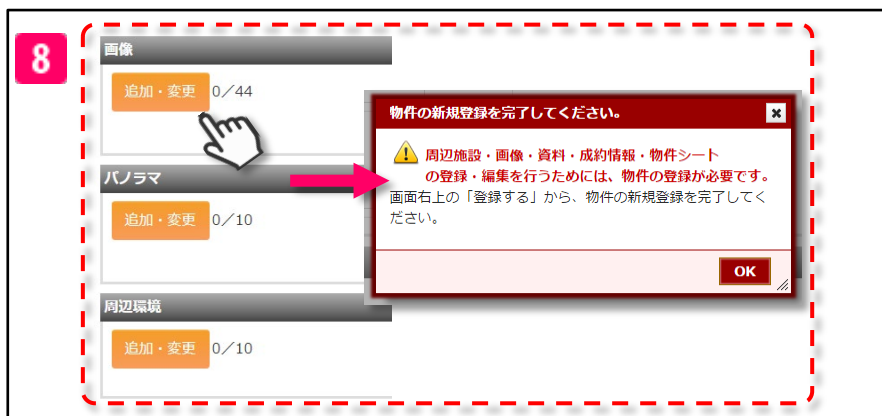 8
画像
追加・変更 0／44
物件の新規登録を完了してください。
周辺施設・画像・資料・成約情報・物件シート
の登録・編集を行うためには、物件の登録が必要です。
画面右上の「登録する」から、物件の新規登録を完了してく
ださい。
OK
パノラマ
追加・変更 0／10
周辺環境
追加・変更 0／10